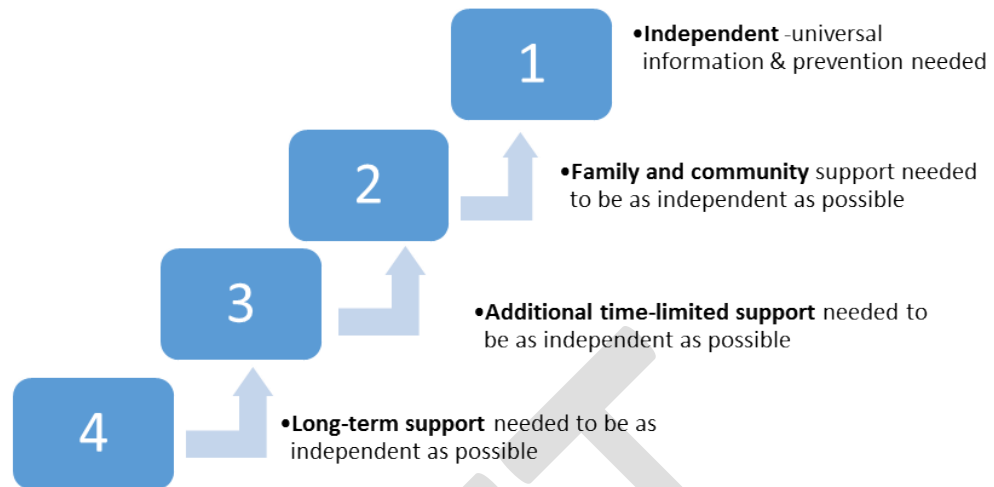 1
•Independent -universal
information & prevention needed
2
•Family and community support needed
to be as independent as possible
3
•Additional time-limited support needed to
be as independent as possible
4
•Long-term support needed to be as
independent as possible